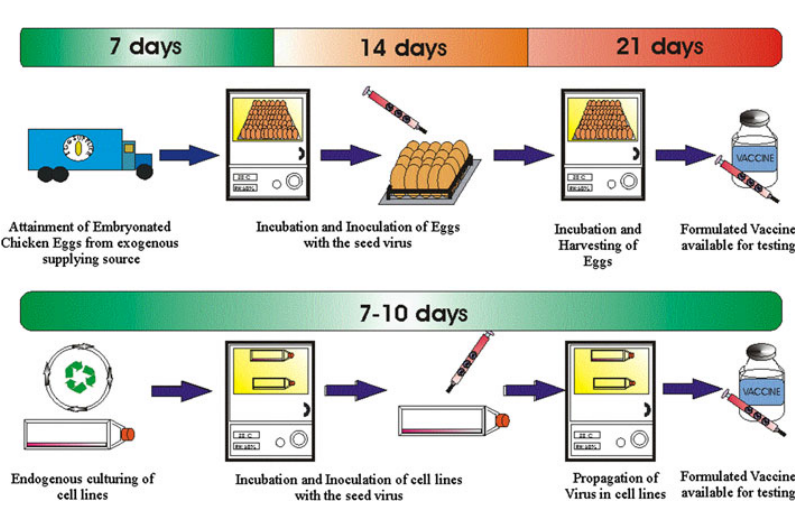 7 days
14 days
21 days
VACCINE
Attainment of Embryonated
Chicken Eggs from exogenous
supplying source
Incubation and Inoculation of Eggs
with the seed virus
Incubation and
Harvesting of
Eggs
Formulated Vaccine
available for testing
7-10 days
VACCINE
Endogenous culturing of
cell lines
Incubation and Inoculation of cell lines
with the seed virus
Propagation of
Virus in cell lines
Formulated Vaccine
available for testing